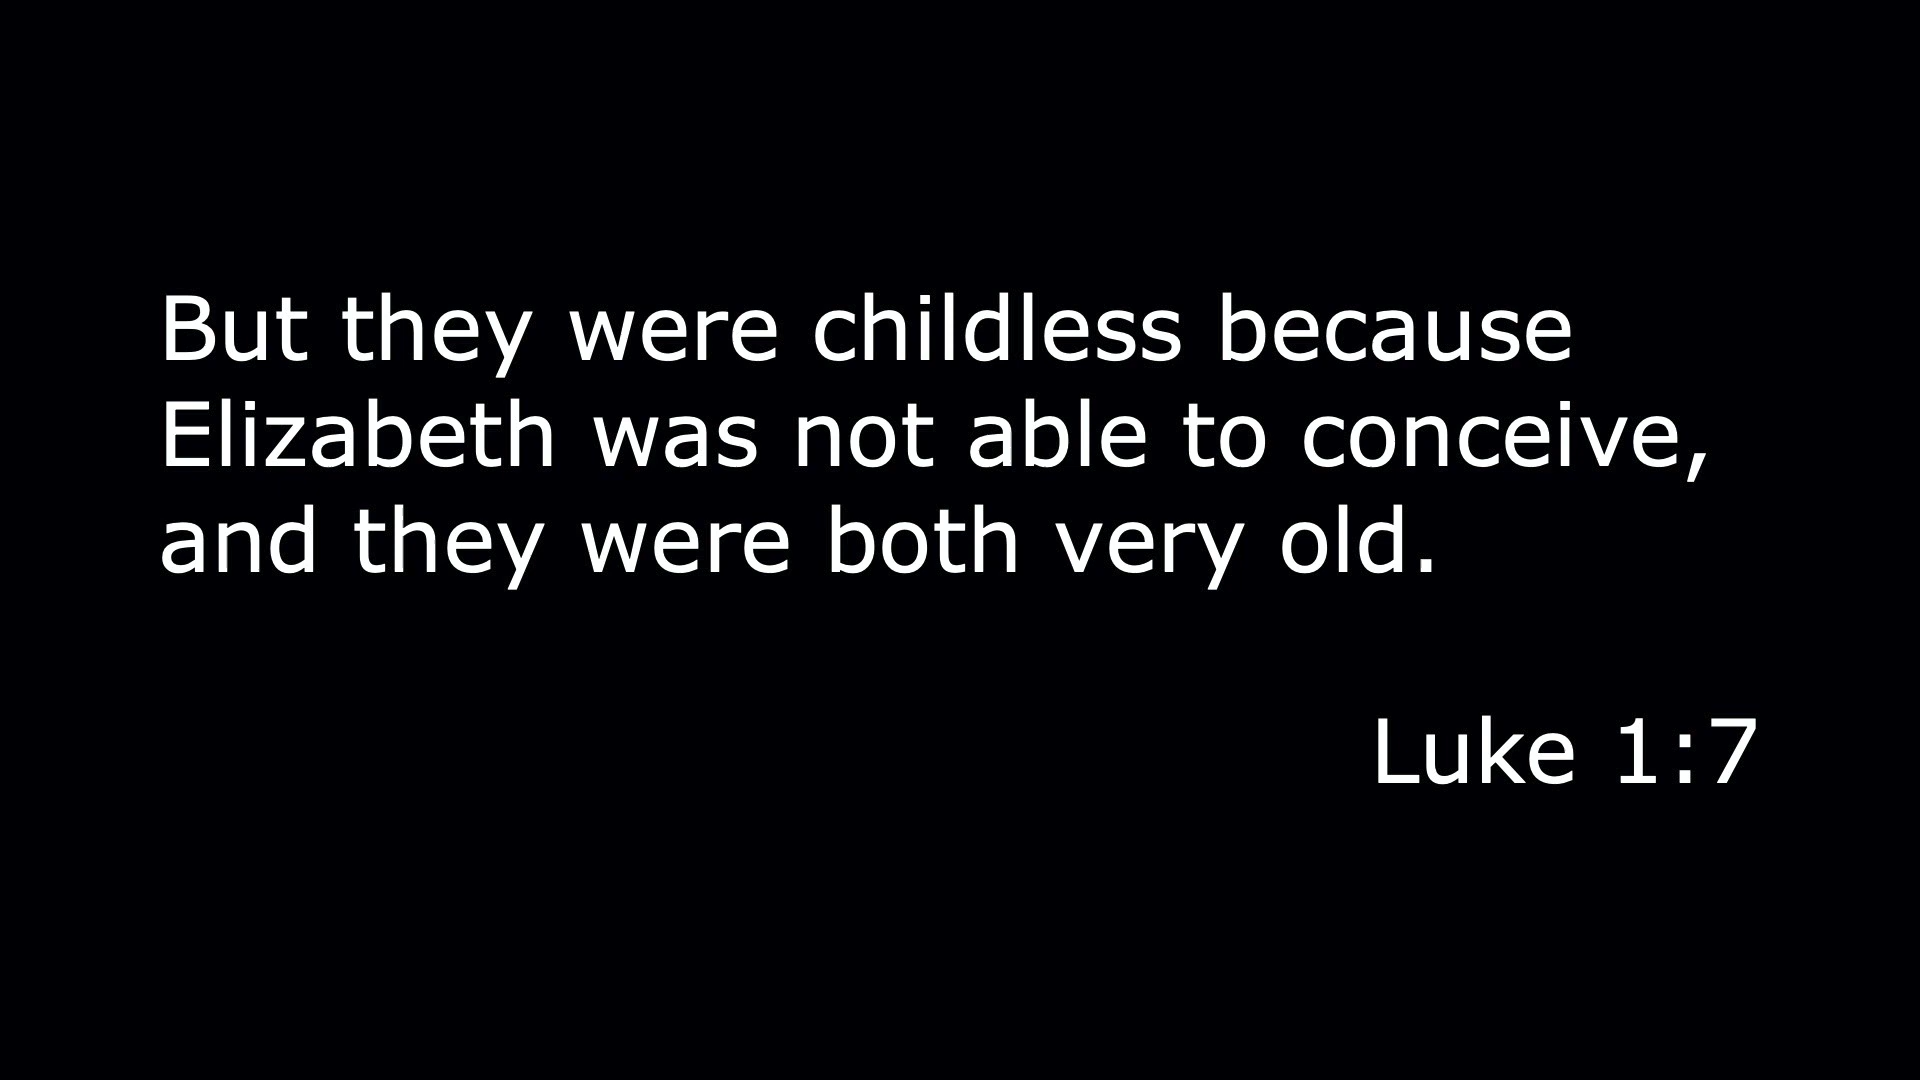 But they were childless because
Elizabeth was not able to conceive,
and they were both very old.
Luke 1:7